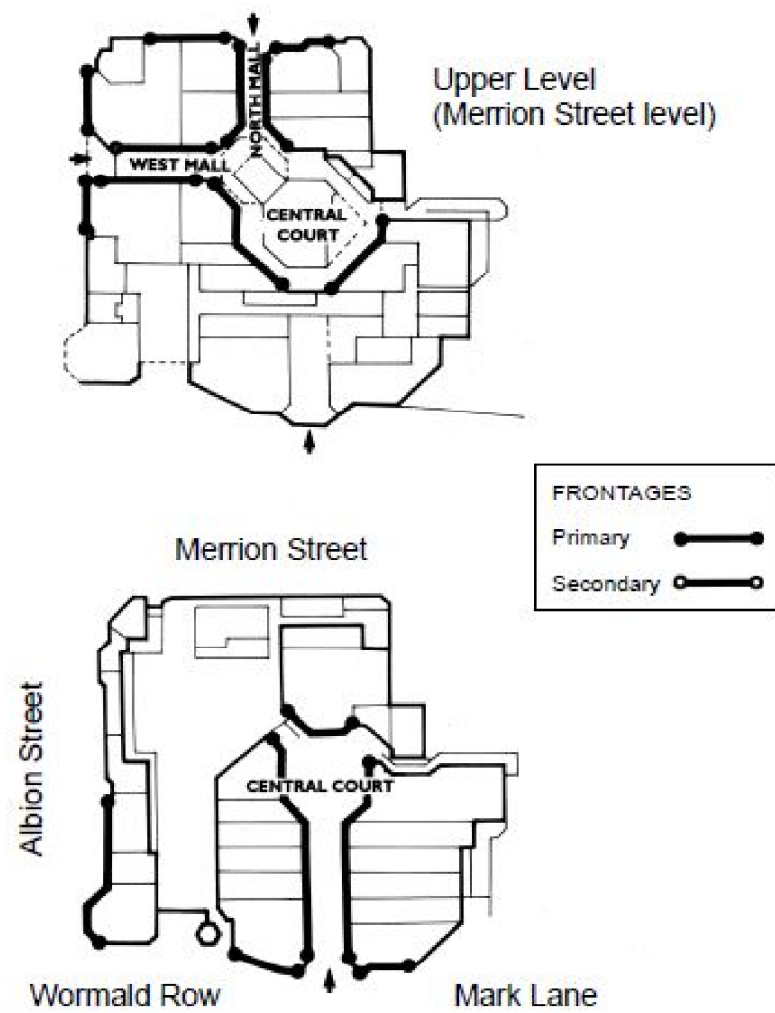 NORTH MALL
Upper Level
(Merrion Street level)
WEST MALL
CENTRAL
COURT
FRONTAGES
Primary
Secondary
Merrion Street
Albion Street
CENTRAL COURT
Wormald Row
Mark Lane